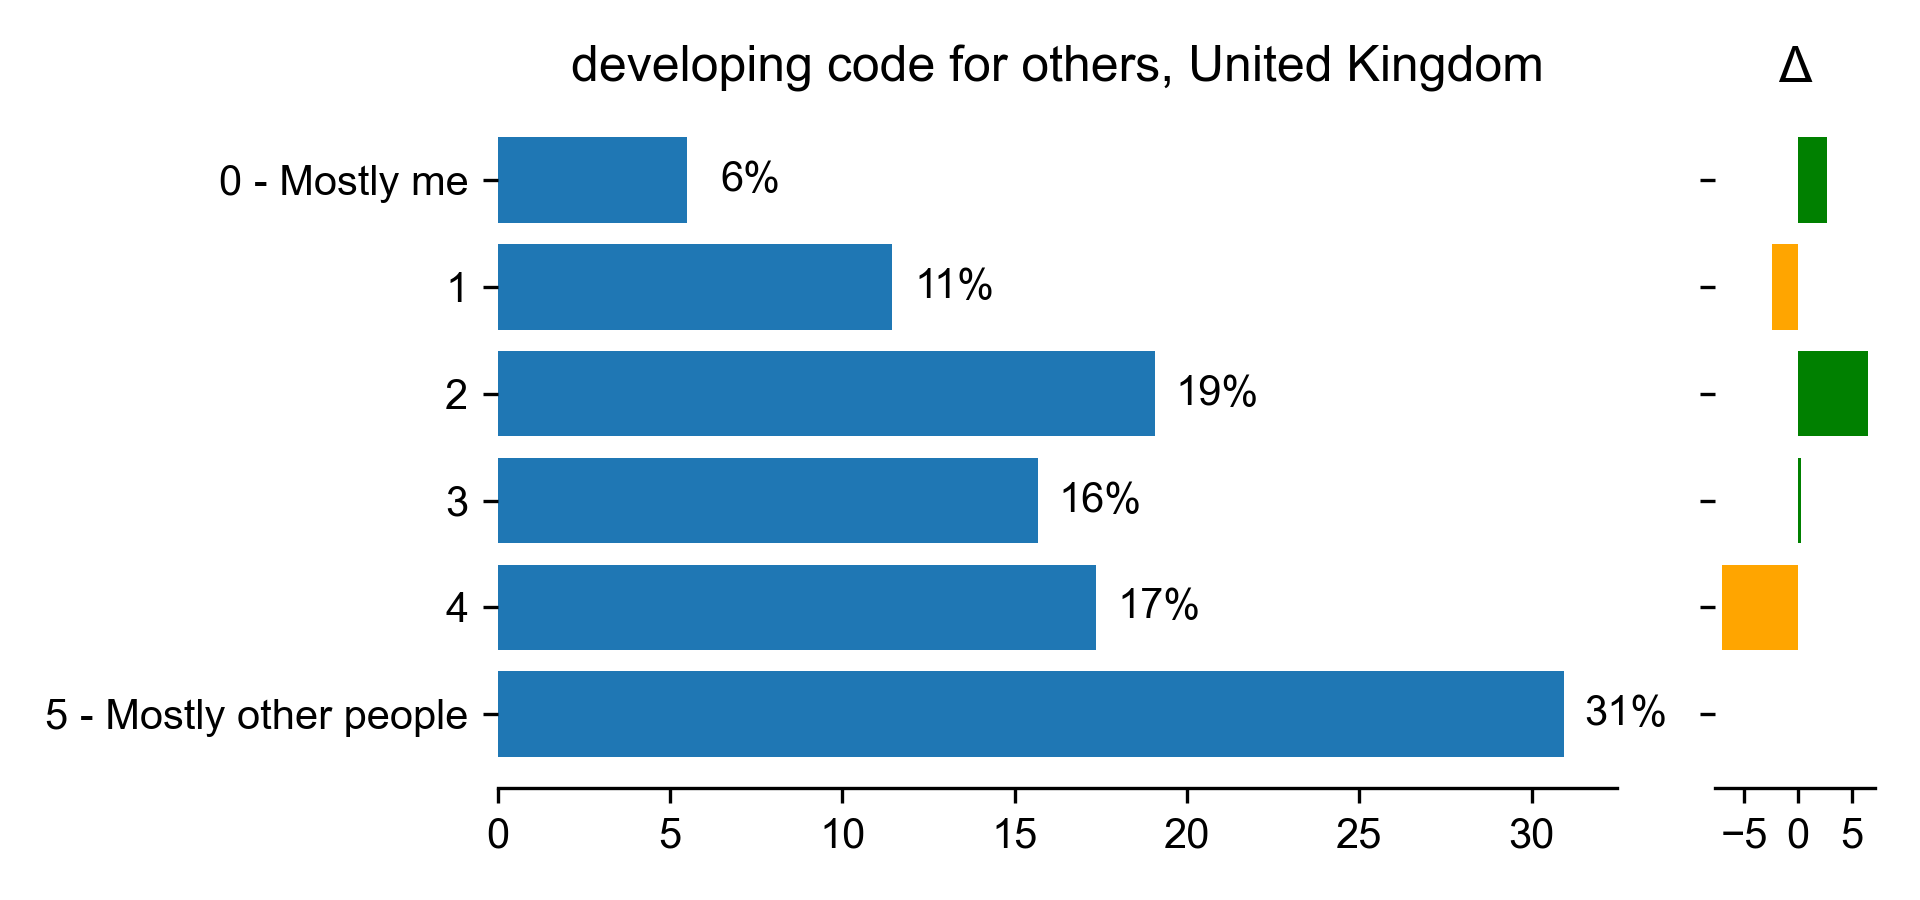 developing code for others, United Kingdom Δ
0 - Mostly me 6%
1 11%
2 19%
3 16%
4 17%
5 - Mostly other people 31%
0 5 10 15 20 25 30 −5 0 5